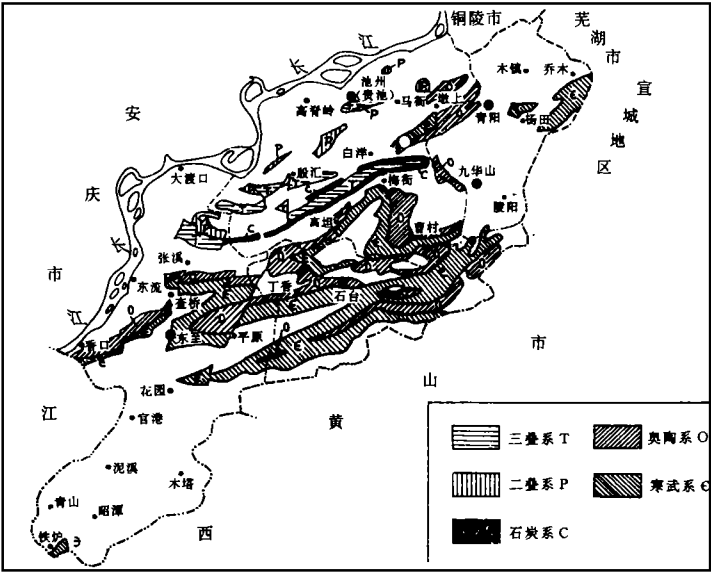 铜陵市
芜湖市
宣城地区
长江
安庆市
长江
江西
黄山市
P
池州
(贵池)
P
高脊岭
马衙
墩上
木镇
乔木
青阳
杨田
P
P
白洋
殷汇
大渡口
C
梅街
O
九华山
陵阳
C
高坦
曹村
张溪
东流
丁香
石台
香口
东至
平原
O
O
Є
Є
花园
官港
泥溪
木塔
青山
昭潭
铁炉
三叠系 T
二叠系 P
石炭系 C
奥陶系 O
寒武系 Є